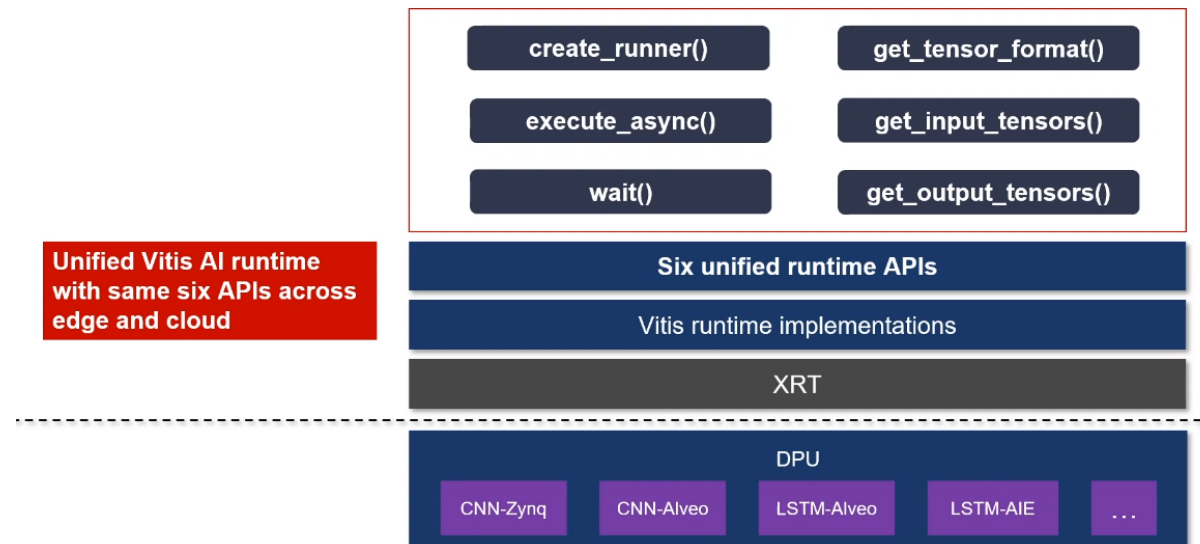 create_runner()
get_tensor_format()
execute_async()
get_input_tensors()
wait()
get_output_tensors()
Unified Vitis AI runtime
with same six APIs across
edge and cloud
Six unified runtime APIs
Vitis runtime implementations
XRT
DPU
CNN-Zynq
CNN-Alveo
LSTM-Alveo
LSTM-AIE
...